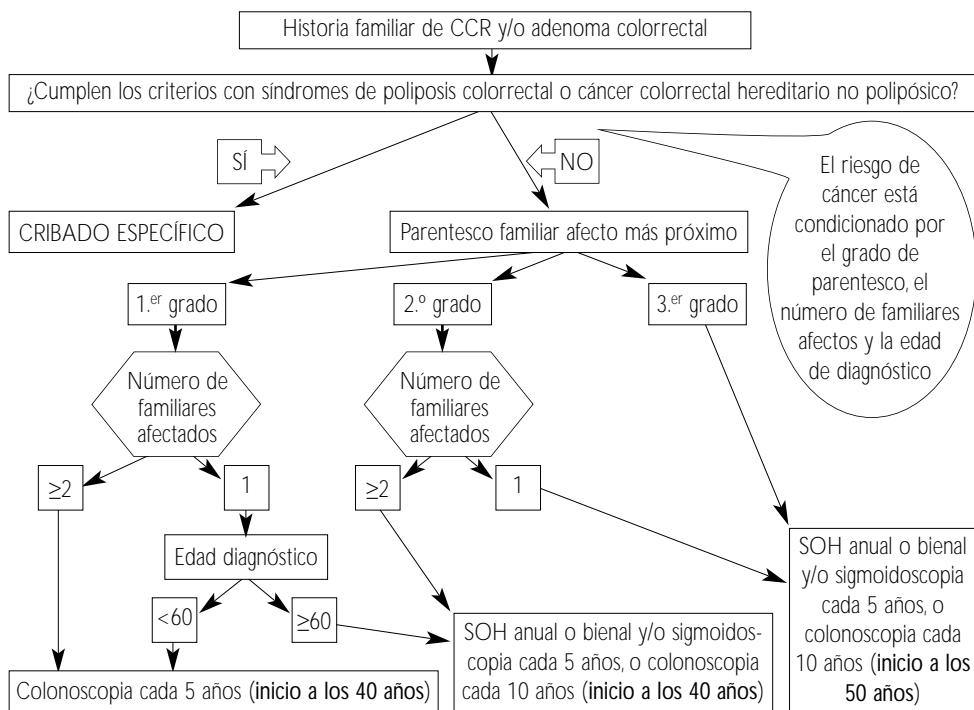 Historia familiar de CCR y/o adenoma colorrectal
¿Cumplen los criterios con síndromes de poliposis colorrectal o cáncer colorrectal hereditario no polipósico?
SÍ
NO
El riesgo de
cáncer está
condicionado por
el grado de
parentesco, el
número de familiares
afectos y la edad
de diagnóstico
CRIBADO ESPECÍFICO
Parentesco familiar afecto más próximo
1.er grado
2.º grado
3.er grado
Número de
familiares
afectados
Número de
familiares
afectados
≥2
1
≥2
1
Edad diagnóstico
<60
≥60
Colonoscopia cada 5 años (inicio a los 40 años)
SOH anual o bienal y/o sigmoidos-
copia cada 5 años, o colonoscopia
cada 10 años (inicio a los 40 años)
SOH anual o bienal
y/o sigmoidoscopia
cada 5 años, o
colonoscopia cada
10 años (inicio a los
50 años)